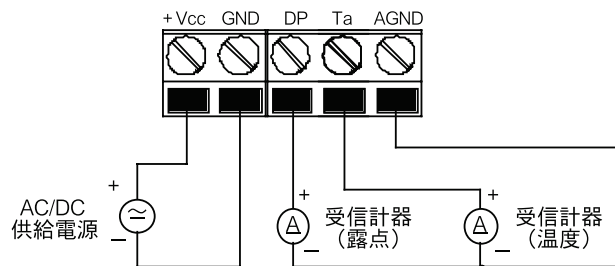 +Vcc GND DP Ta AGND
+ + +
AC/DC 受信計器 受信計器
供給電源 A （露点） A （温度）
− − −